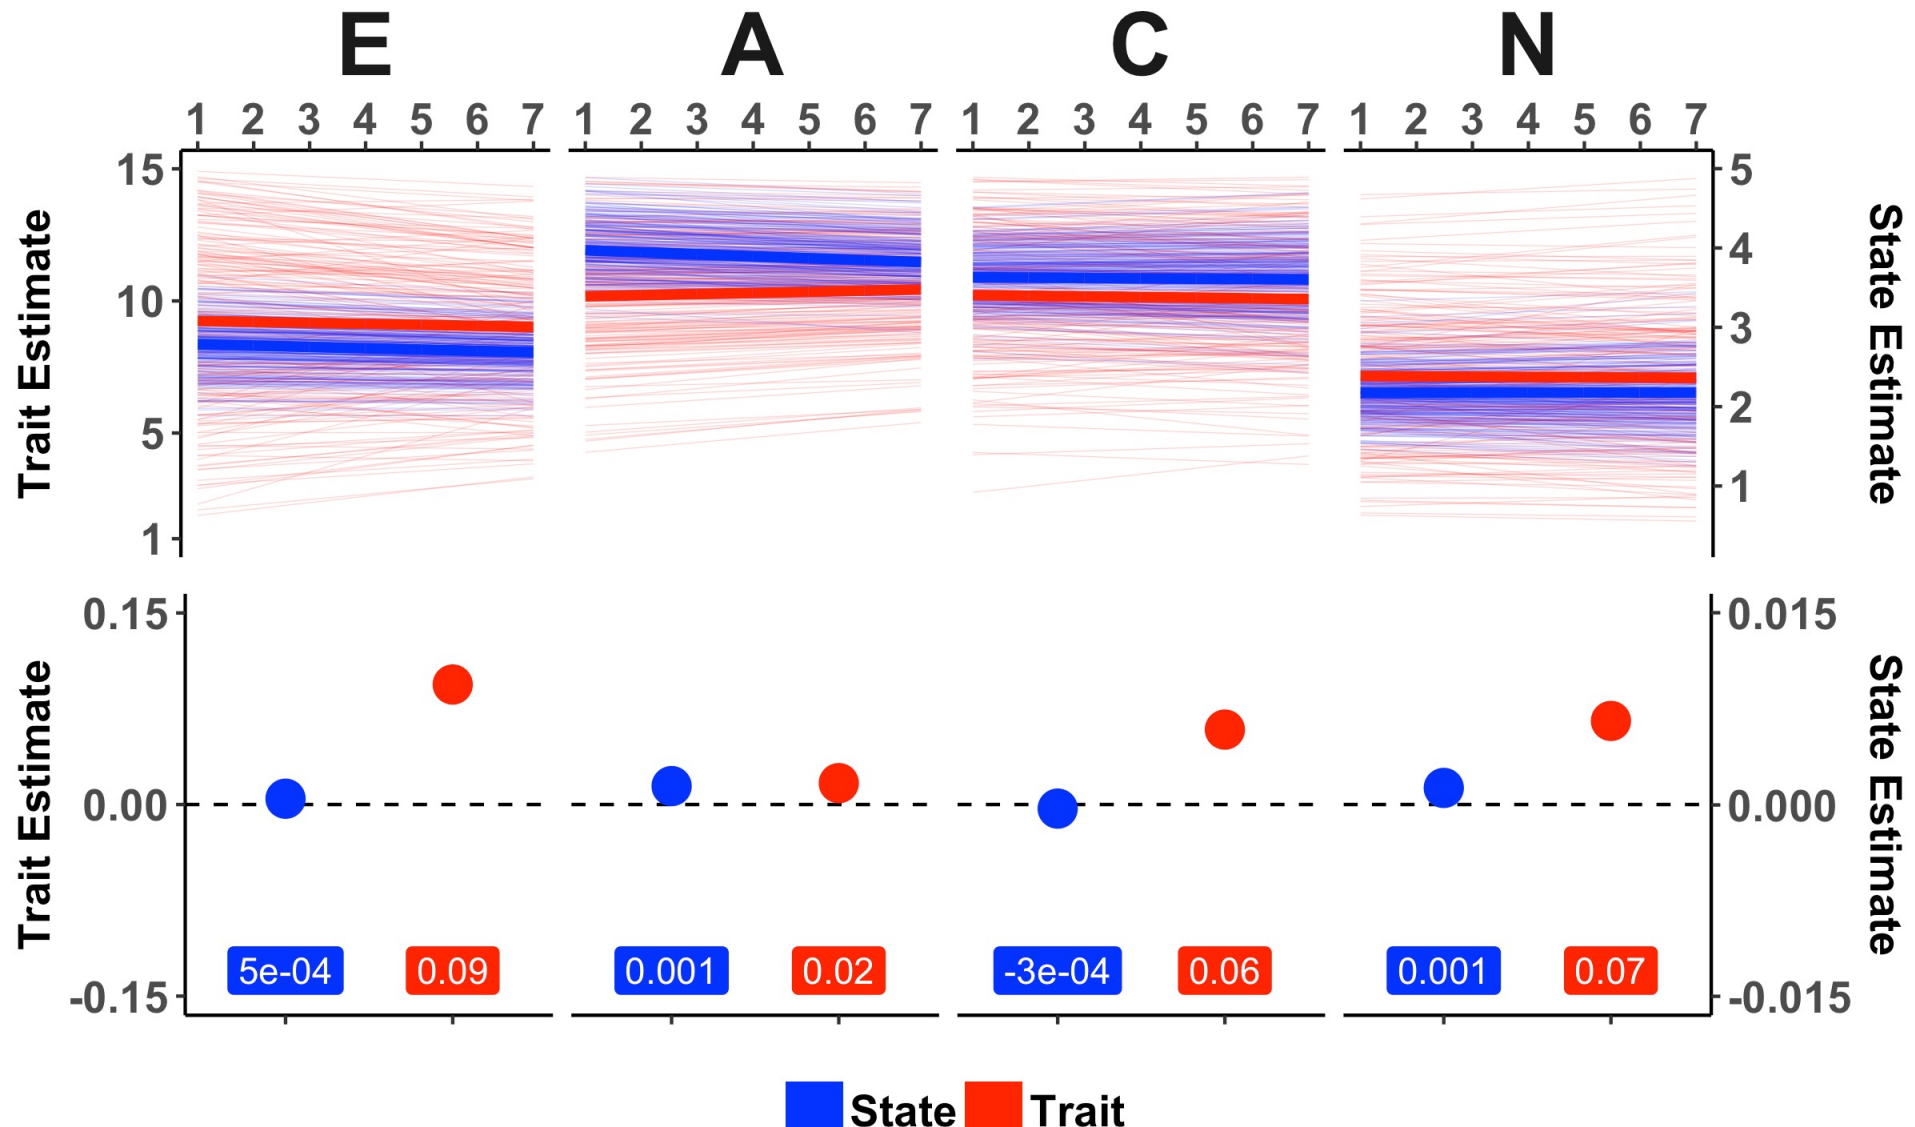 E A C N
1 2 3 4 5 6 7 1 2 3 4 5 6 7 1 2 3 4 5 6 7 1 2 3 4 5 6 7
Trait Estimate
15
10
5
1
5
4
3
2
1
State Estimate
Trait Estimate
0.15
0.00
-0.15
5e-04 0.09 0.001 0.02 -3e-04 0.06 0.001 0.07
0.015
0.000
-0.015
State Estimate
State Trait